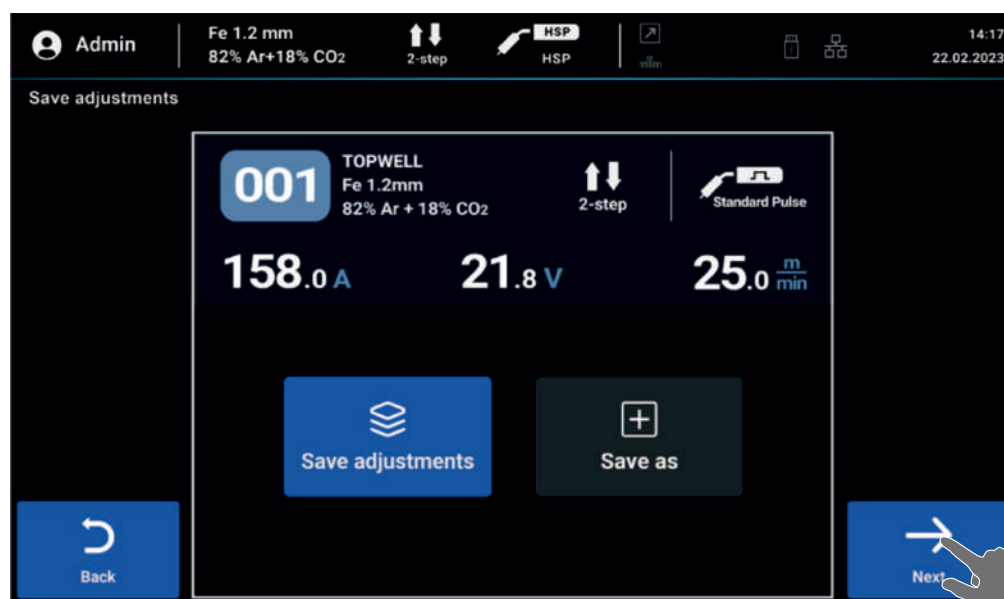 Admin
Fe 1.2 mm
82% Ar+18% CO2
2-step
HSP
HSP
14:17
22.02.2023
Save adjustments
001
TOPWELL
Fe 1.2mm
82% Ar + 18% CO2
2-step
Standard Pulse
158.0 A
21.8 V
25.0 m/min
Save adjustments
Save as
Back
Next